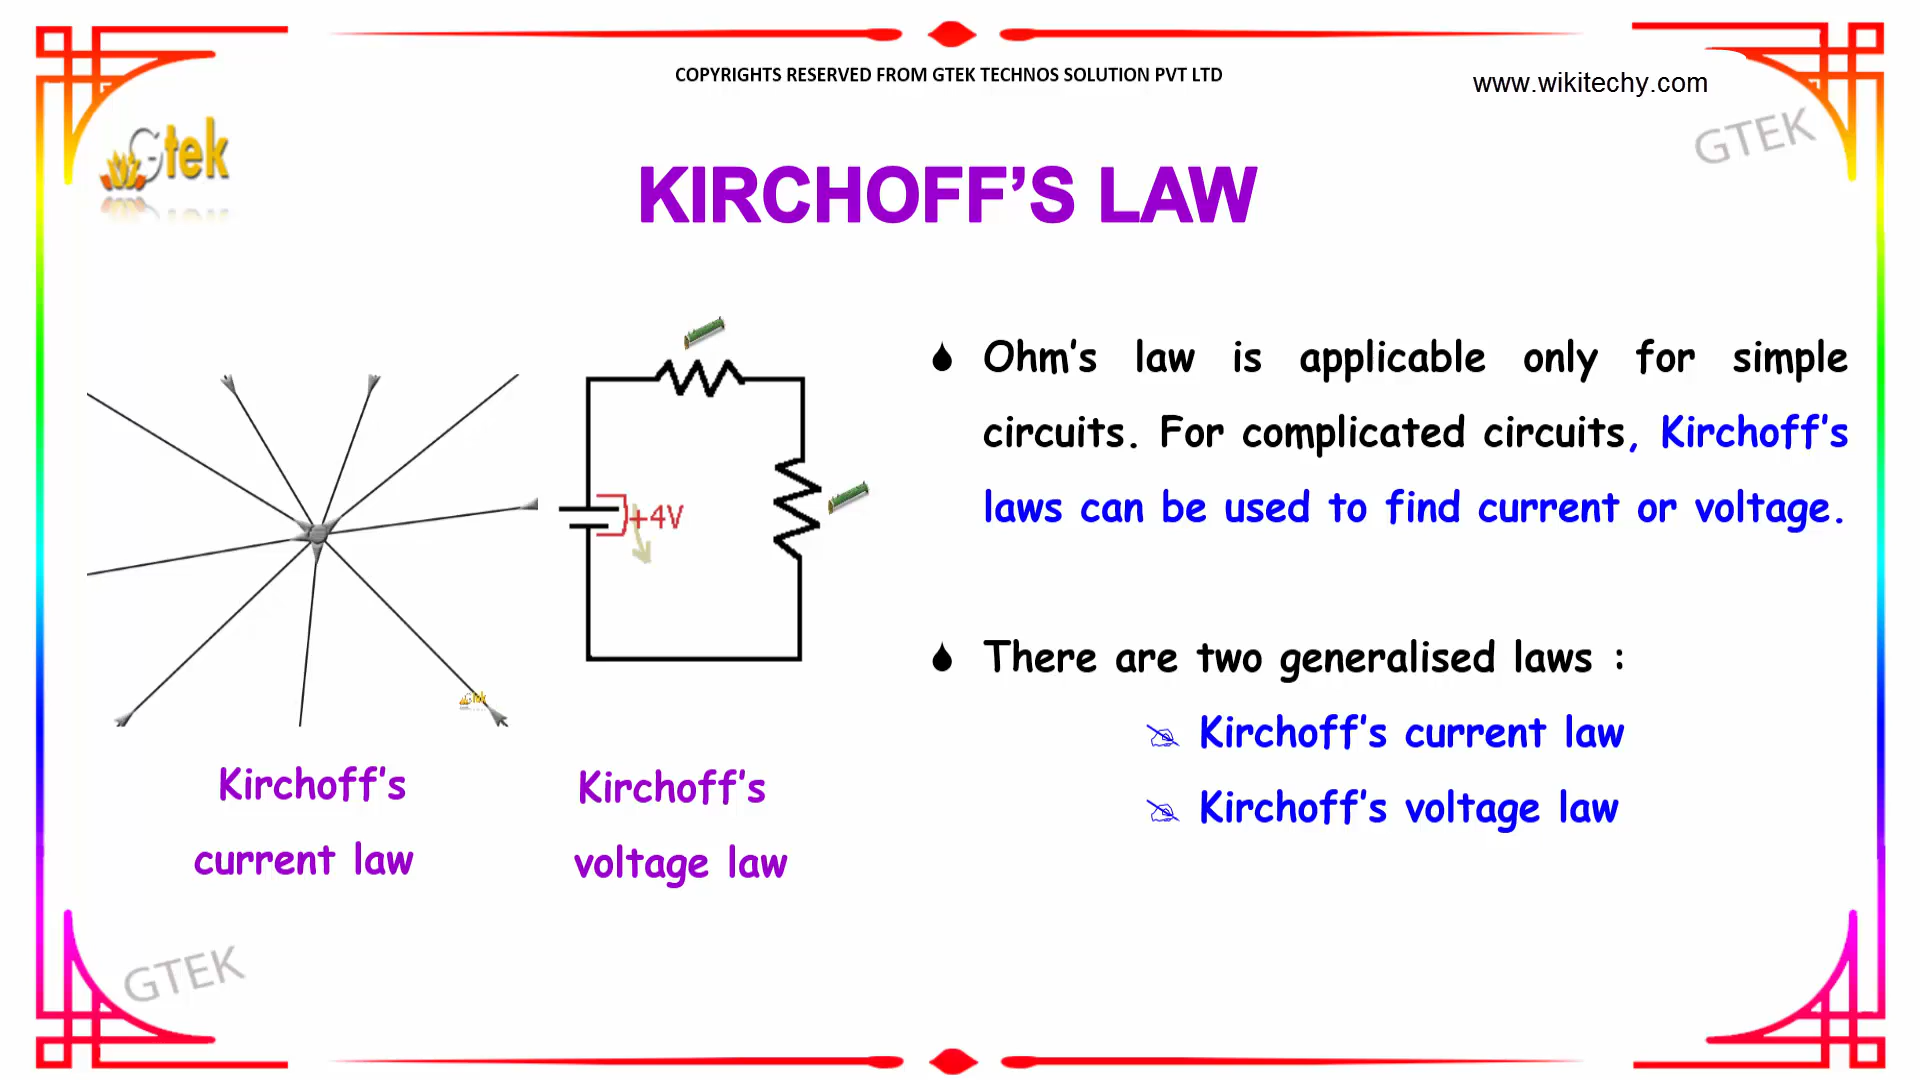 COPYRIGHTS RESERVED FROM GTEK TECHNOS SOLUTION PVT LTD
www.wikitechy.com
Gtek
GTEK
KIRCHOFF’S LAW
Ohm’s law is applicable only for simple
circuits. For complicated circuits, Kirchoff’s
laws can be used to find current or voltage.
+4V
There are two generalised laws :
Kirchoff’s current law
Kirchoff’s voltage law
Gtek
Kirchoff’s
current law
Kirchoff’s
voltage law
GTEK